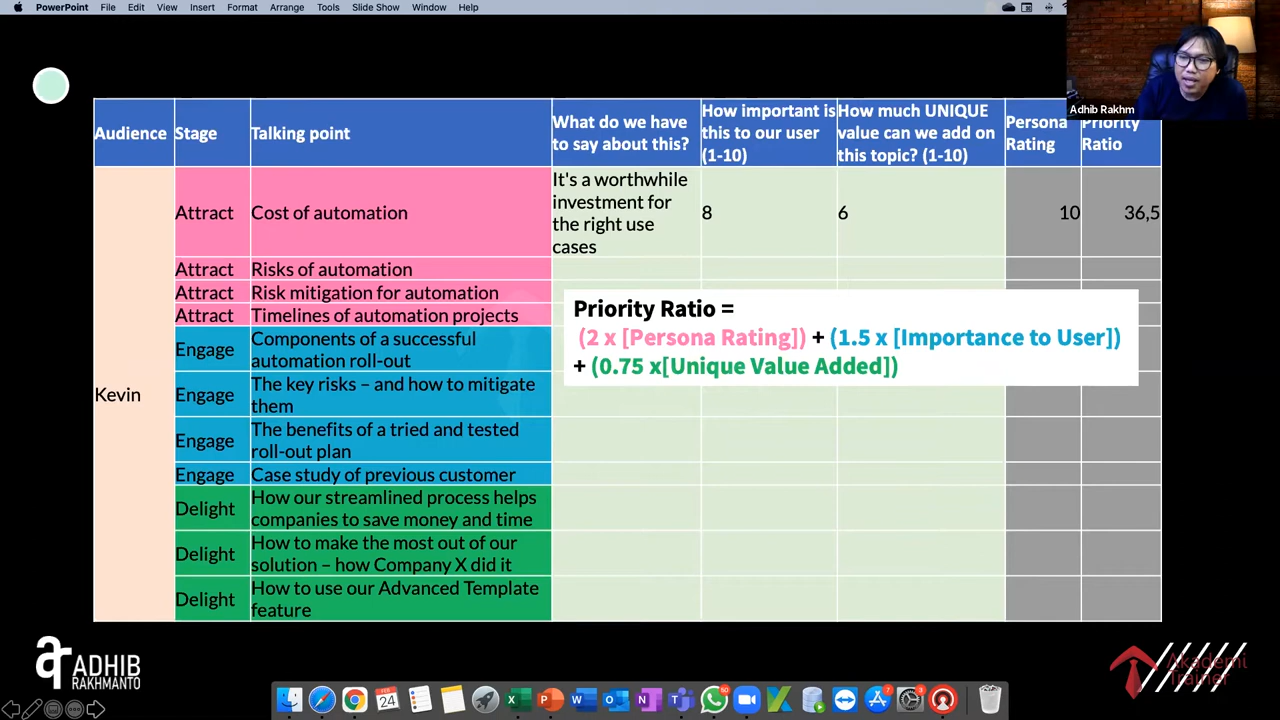 PowerPoint File Edit View Insert Format Arrange Tools Slide Show Window Help
Adhib Rakhm
Audience Stage Talking point
What do we have
to say about this?
How important is
this to our user
(1-10)
How much UNIQUE
value can we add on
this topic? (1-10)
Persona
Rating
Priority
Ratio
Kevin
Attract Cost of automation
It's a worthwhile
investment for
the right use
cases
8 6 10 36,5
Attract Risks of automation
Attract Risk mitigation for automation
Attract Timelines of automation projects
Engage
Components of a successful
automation roll-out
Engage
The key risks – and how to mitigate
them
Engage
The benefits of a tried and tested
roll-out plan
Engage Case study of previous customer
Delight
How our streamlined process helps
companies to save money and time
Delight
How to make the most out of our
solution – how Company X did it
Delight
How to use our Advanced Template
feature
Priority Ratio =
(2 x [Persona Rating]) + (1.5 x [Importance to User])
+ (0.75 x[Unique Value Added])
ADHIB
RAKHMANTO
Akademi
Trainer
FEB
24